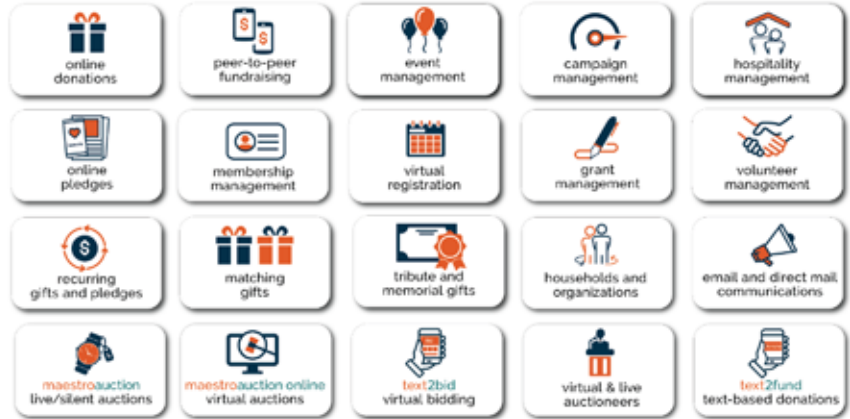 online
donations
peer-to-peer
fundraising
event
management
campaign
management
hospitality
management
online
pledges
membership
management
virtual
registration
grant
management
volunteer
management
recurring
gifts and pledges
matching
gifts
tribute and
memorial gifts
households and
organizations
email and direct mail
communications
maestroauction
live/silent auctions
maestroauction online
virtual auctions
text2bid
virtual bidding
virtual & live
auctioneers
text2fund
text-based donations